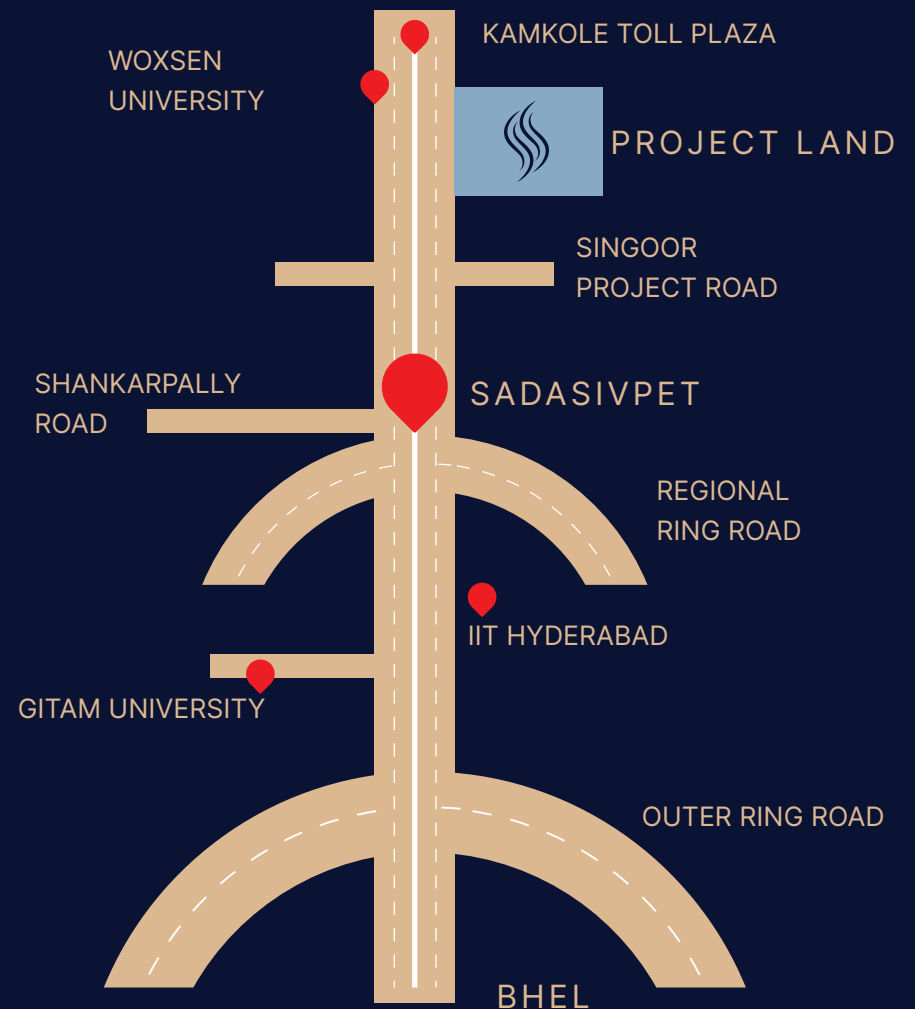 KAMKOLE TOLL PLAZA
WOXSEN
UNIVERSITY
PROJECT LAND
SINGOOR
PROJECT ROAD
SHANKARPALLY
ROAD
SADASIVPET
REGIONAL
RING ROAD
IIT HYDERABAD
GITAM UNIVERSITY
OUTER RING ROAD
BHEL